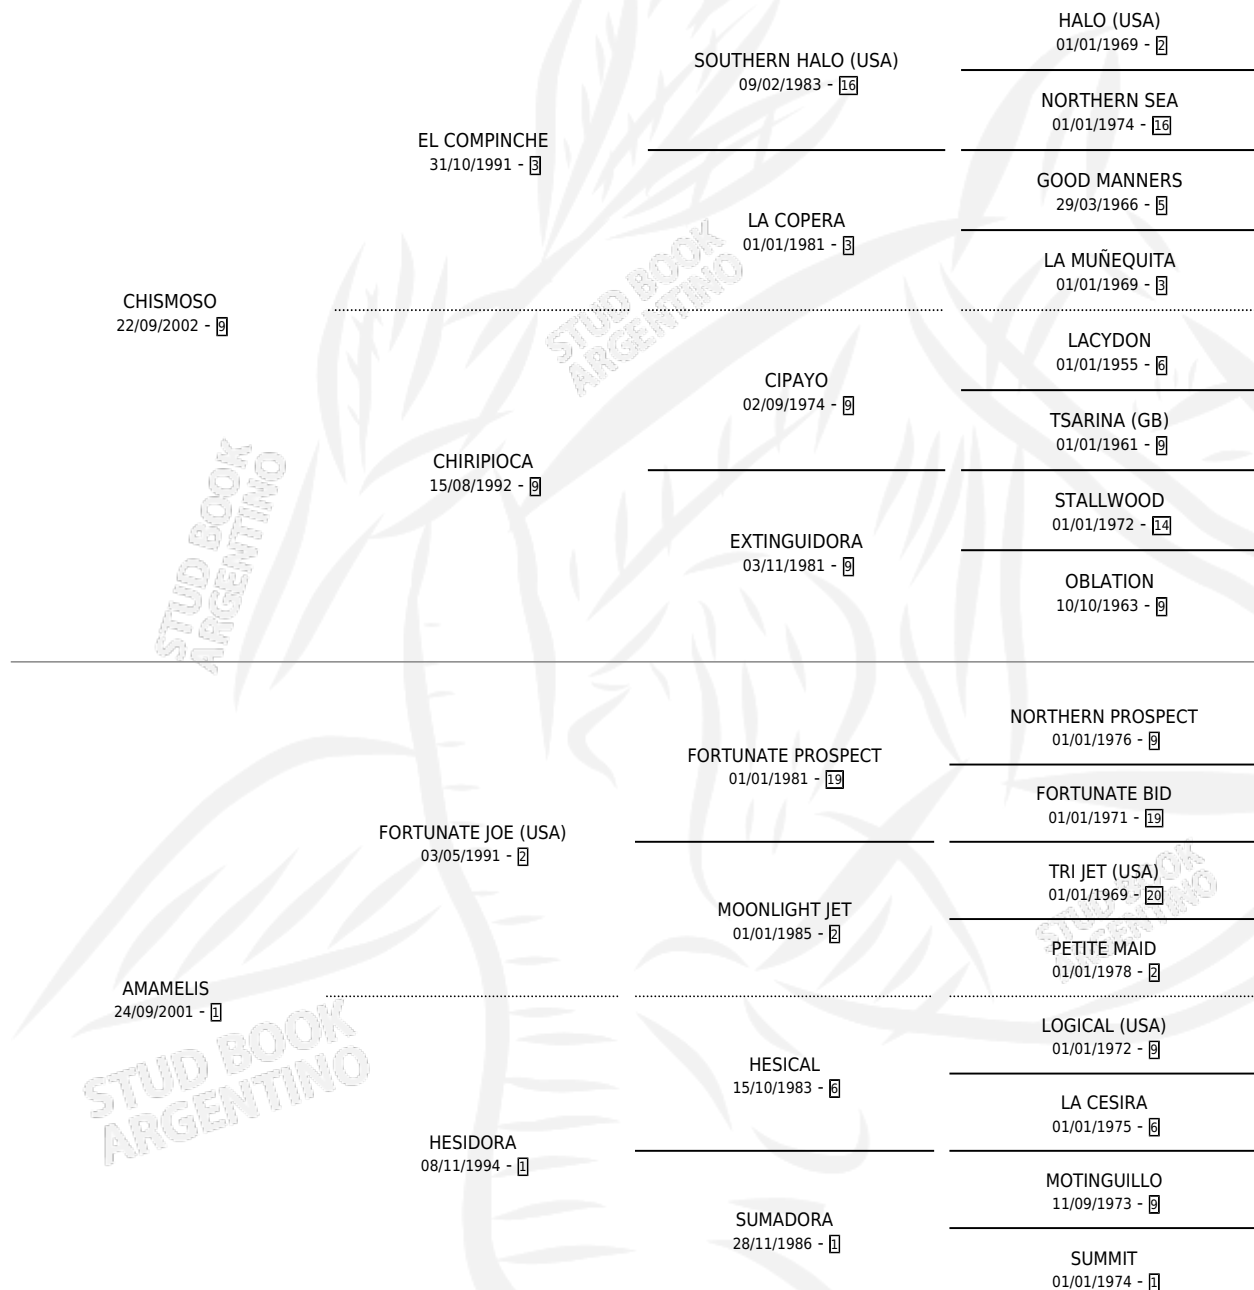 HALO (USA)
01/01/1969 - 2
SOUTHERN HALO (USA)
09/02/1983 - 16
NORTHERN SEA
01/01/1974 - 16
EL COMPINCHE
31/10/1991 - 3
GOOD MANNERS
29/03/1966 - 5
LA COPERA
01/01/1981 - 3
LA MUÑEQUITA
01/01/1969 - 3
CHISMOSO
22/09/2002 - 9
LACYDON
01/01/1955 - 6
CIPAYO
02/09/1974 - 9
TSARINA (GB)
01/01/1961 - 9
CHIRIPIOCA
15/08/1992 - 9
STALLWOOD
01/01/1972 - 14
EXTINGUIDORA
03/11/1981 - 9
OBLATION
10/10/1963 - 9
NORTHERN PROSPECT
01/01/1976 - 9
FORTUNATE PROSPECT
01/01/1981 - 19
FORTUNATE BID
01/01/1971 - 19
FORTUNATE JOE (USA)
03/05/1991 - 2
TRI JET (USA)
01/01/1969 - 20
MOONLIGHT JET
01/01/1985 - 2
PETITE MAID
01/01/1978 - 2
AMAMELIS
24/09/2001 - 1
LOGICAL (USA)
01/01/1972 - 9
HESICAL
15/10/1983 - 6
LA CESIRA
01/01/1975 - 6
HESIDORA
08/11/1994 - 1
MOTINGUILLO
11/09/1973 - 9
SUMADORA
28/11/1986 - 1
SUMMIT
01/01/1974 - 1
STUD BOOK
ARGENTINO
STUD BOOK
ARGENTINO
STUD BOOK
ARGENTINO
STUD BOOK
ARGENTINO